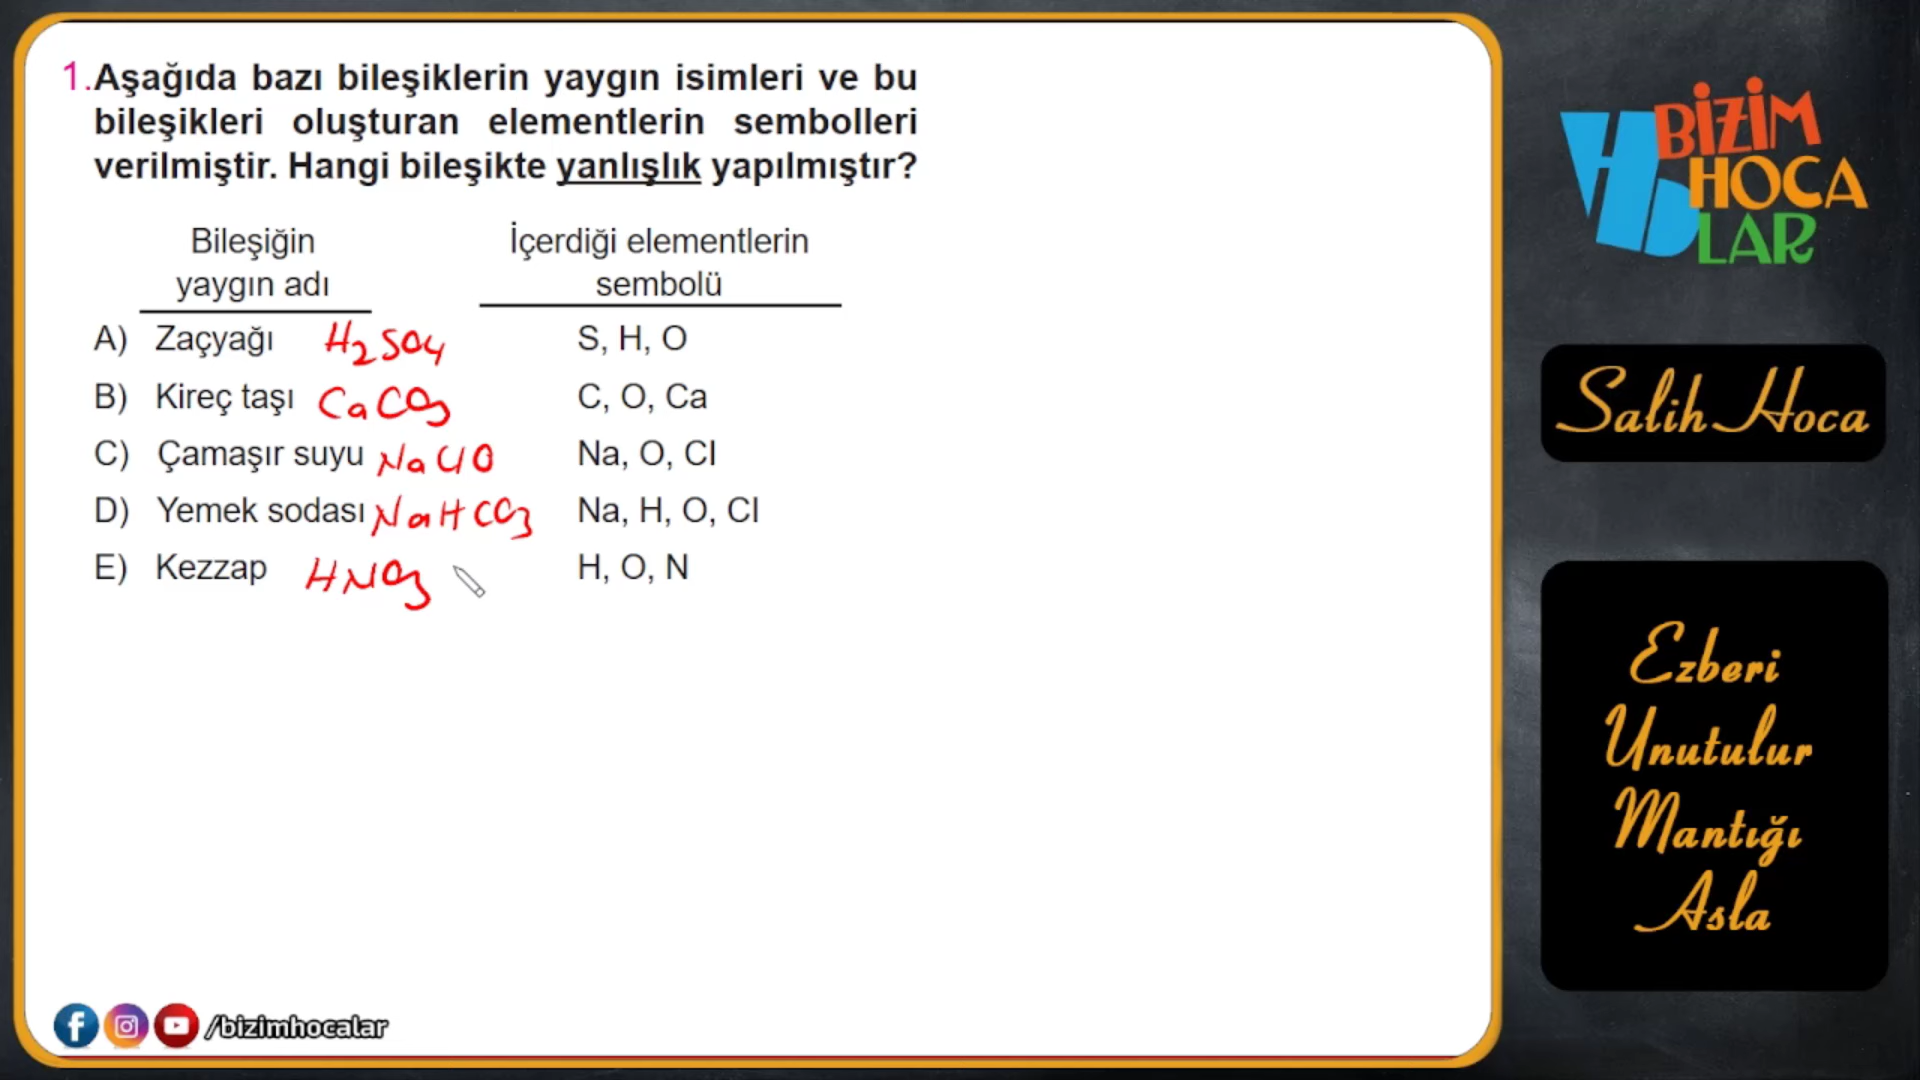 1.Aşağıda bazı bileşiklerin yaygın isimleri ve bu
bileşikleri oluşturan elementlerin sembolleri
verilmiştir. Hangi bileşikte yanlışlık yapılmıştır?
Bileşiğin
yaygın adı
İçerdiği elementlerin
sembolü
A) Zaçyağı H2SO4 S, H, O
B) Kireç taşı CaCO3 C, O, Ca
C) Çamaşır suyu NaClO Na, O, Cl
D) Yemek sodası NaHCO3 Na, H, O, Cl
E) Kezzap HNO3 H, O, N
/bizimhocalar
BİZİM
HOCA
LAR
Salih Hoca
Ezberi
Unutulur
Mantığı
Asla